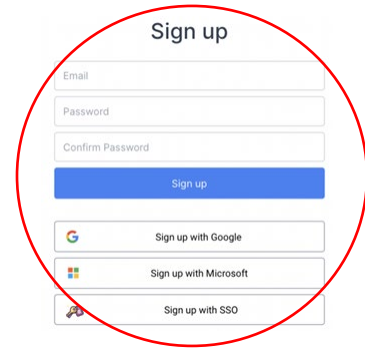 Sign up
Email
Password
Confirm Password
Sign up
Sign up with Google
Sign up with Microsoft
Sign up with SSO